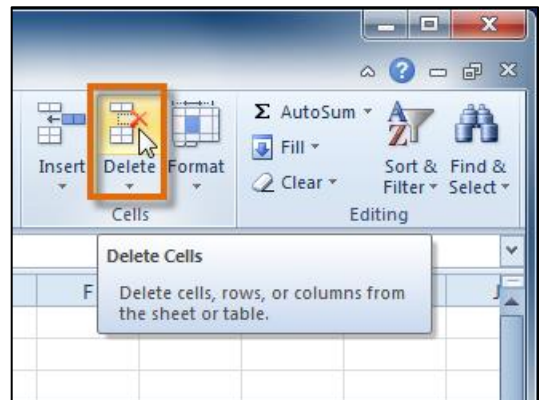 Σ AutoSum
Fill
Clear
Insert Delete Format
Sort & Filter
Find & Select
Cells
Editing
Delete Cells
Delete cells, rows, or columns from
the sheet or table.
F
J